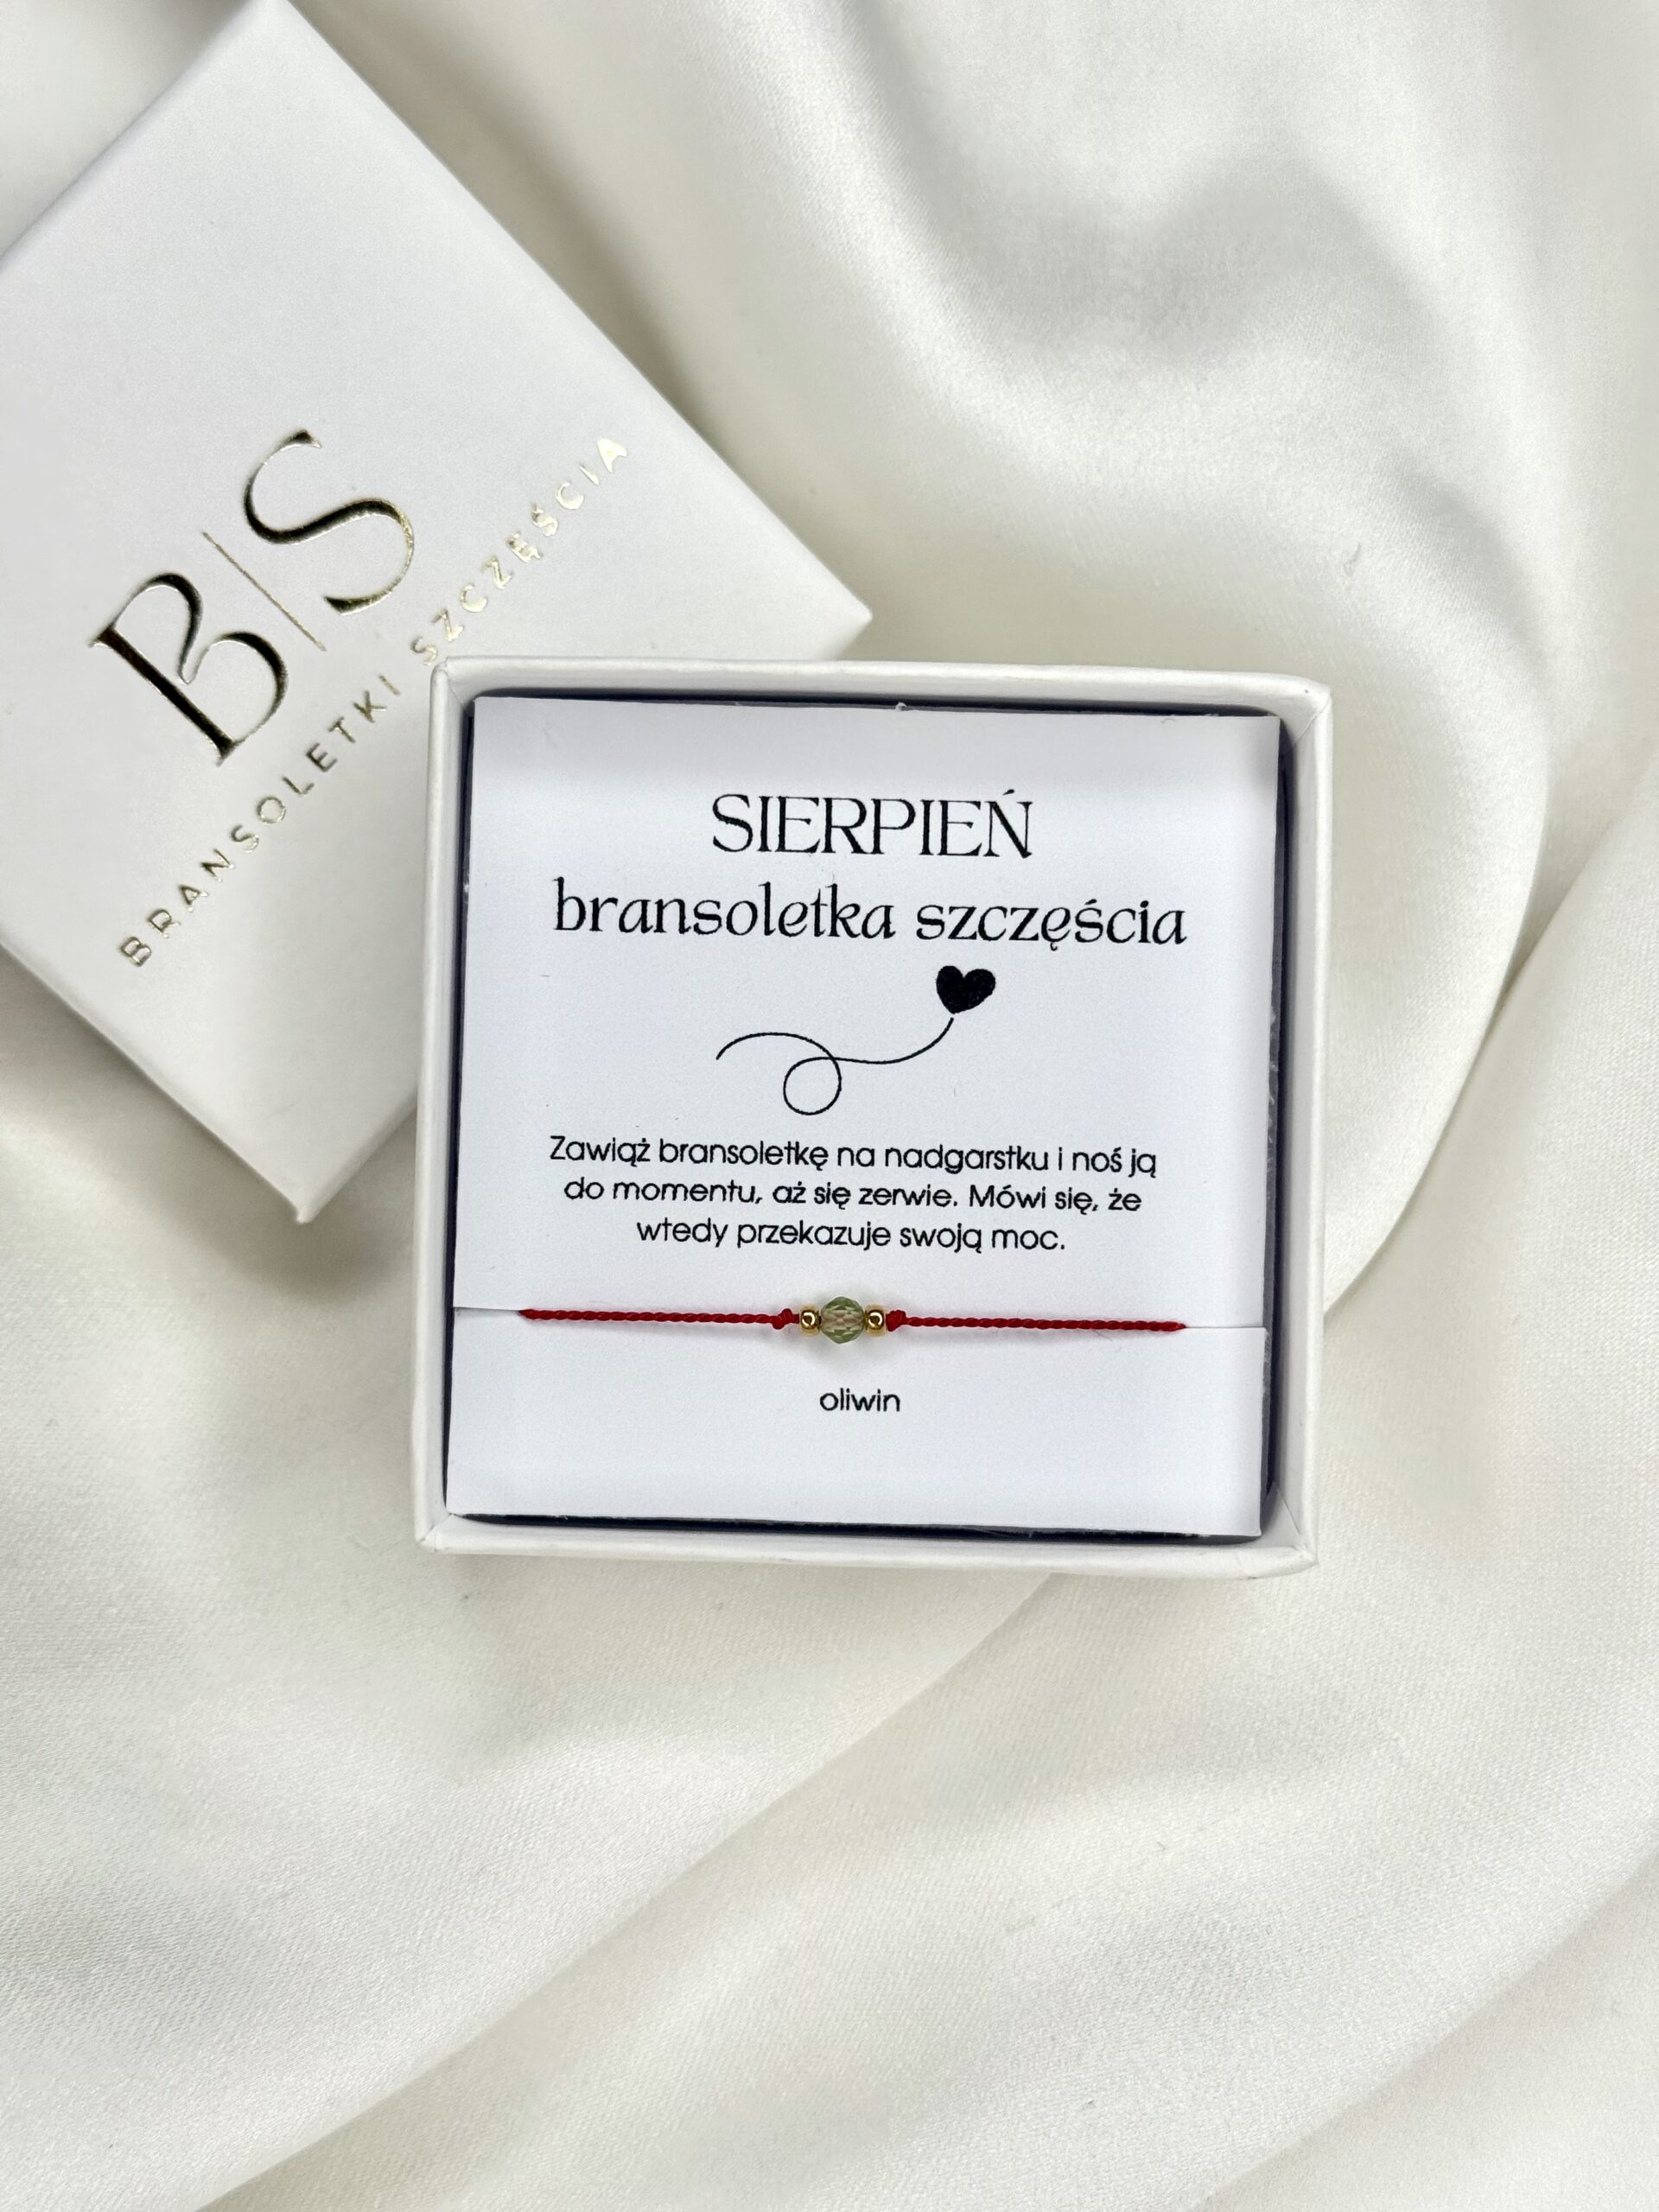 B|S
BRANSOLETKI SZCZĘŚCIA
SIERPIEŃ
bransoletka szczęścia
Zawiąż bransoletkę na nadgarstku i noś ją
do momentu, aż się zerwie. Mówi się, że
wtedy przekazuje swoją moc.
oliwin